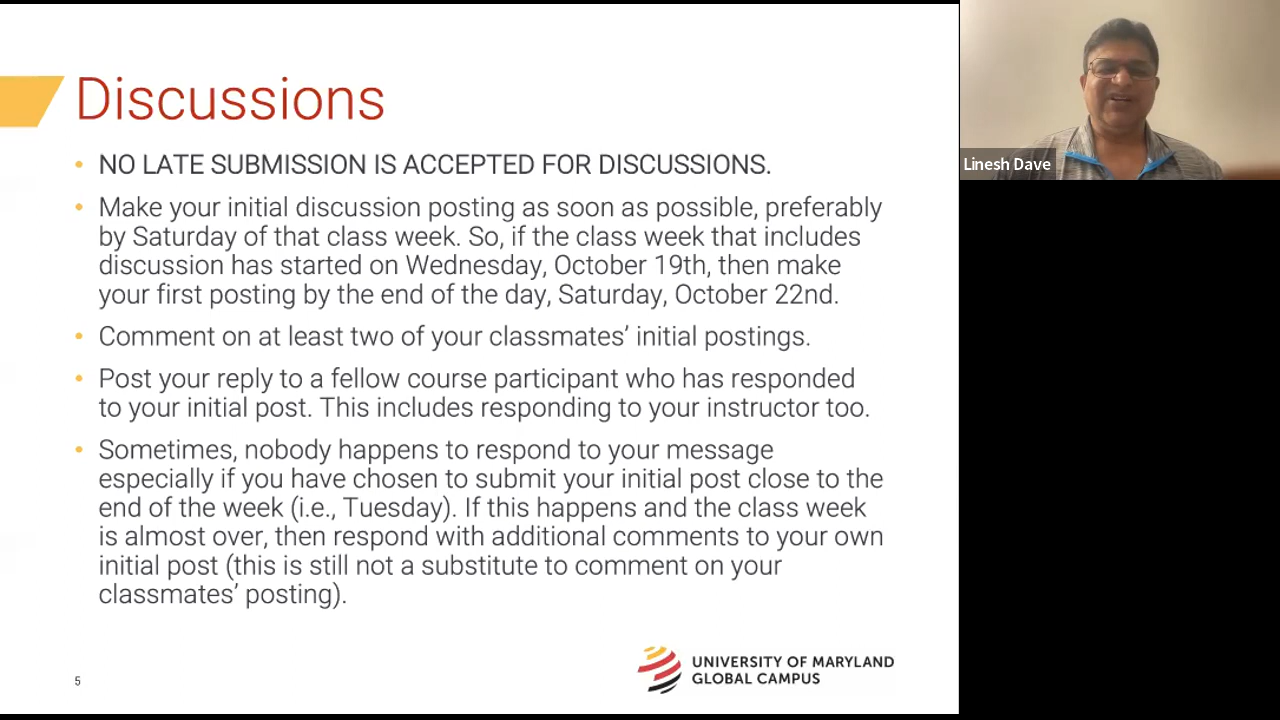 Discussions
• NO LATE SUBMISSION IS ACCEPTED FOR DISCUSSIONS.
• Make your initial discussion posting as soon as possible, preferably
by Saturday of that class week. So, if the class week that includes
discussion has started on Wednesday, October 19th, then make
your first posting by the end of the day, Saturday, October 22nd.
• Comment on at least two of your classmates’ initial postings.
• Post your reply to a fellow course participant who has responded
to your initial post. This includes responding to your instructor too.
• Sometimes, nobody happens to respond to your message
especially if you have chosen to submit your initial post close to the
end of the week (i.e., Tuesday). If this happens and the class week
is almost over, then respond with additional comments to your own
initial post (this is still not a substitute to comment on your
classmates’ posting).
5
UNIVERSITY OF MARYLAND
GLOBAL CAMPUS
Linesh Dave